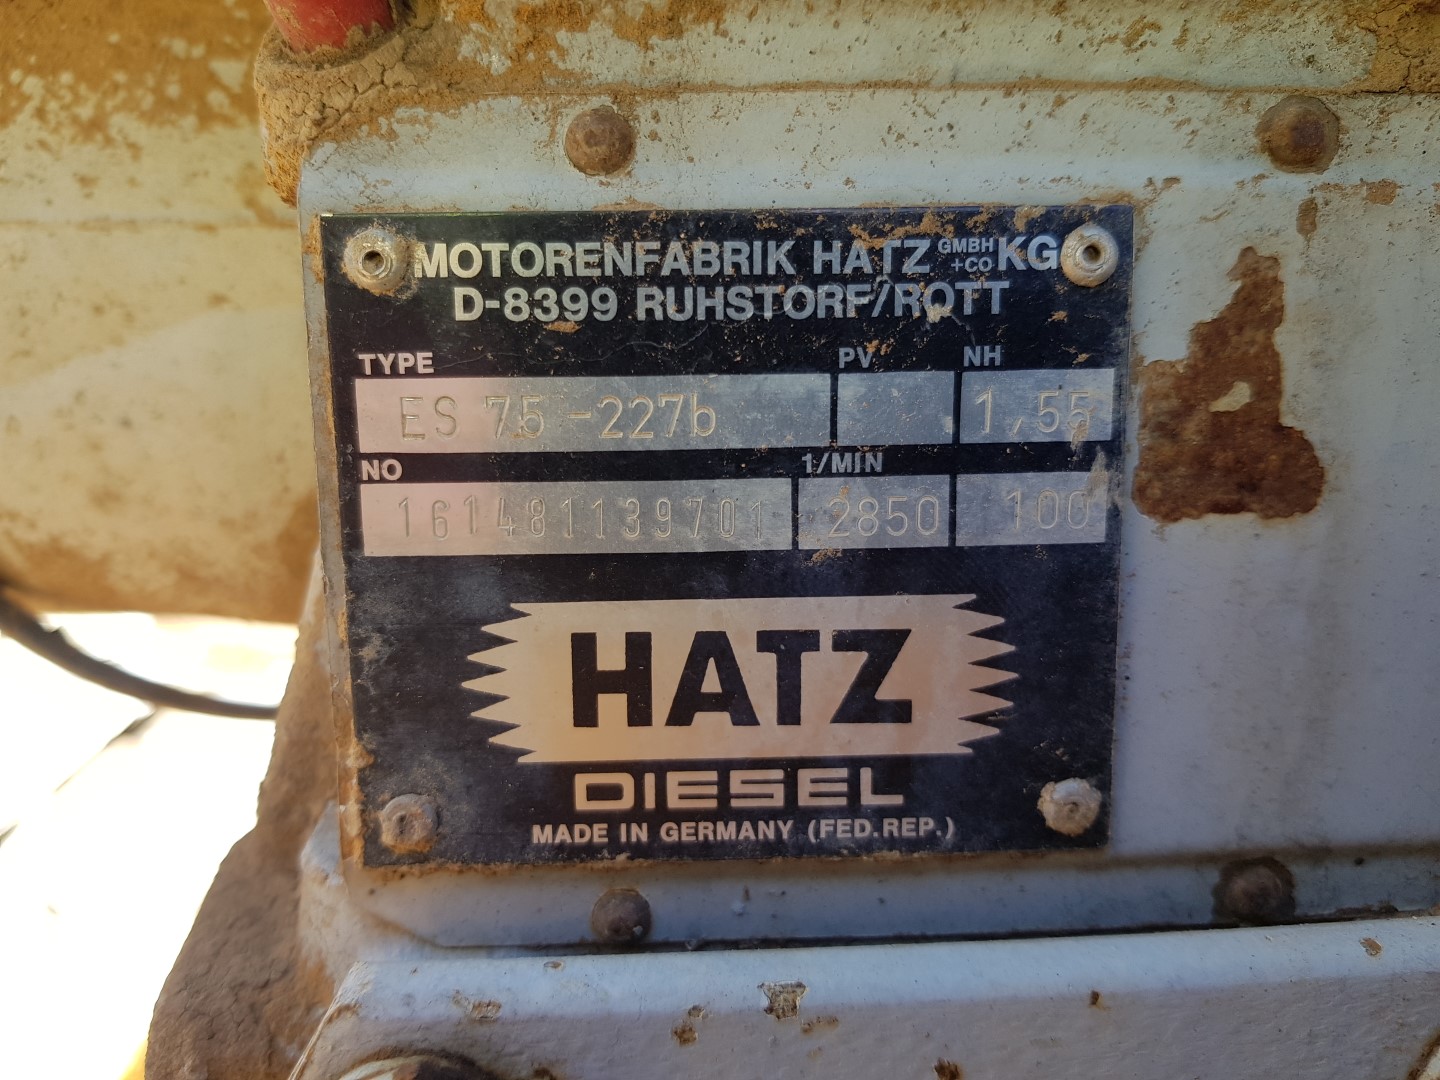 MOTORENFABRIK HATZ GMBH +CO KG
D-8399 RUHSTORF/ROTT
TYPE PV NH
ES 75-227b 1,55
NO 1/MIN
161481139701 2850 100
HATZ
DIESEL
MADE IN GERMANY (FED.REP.)